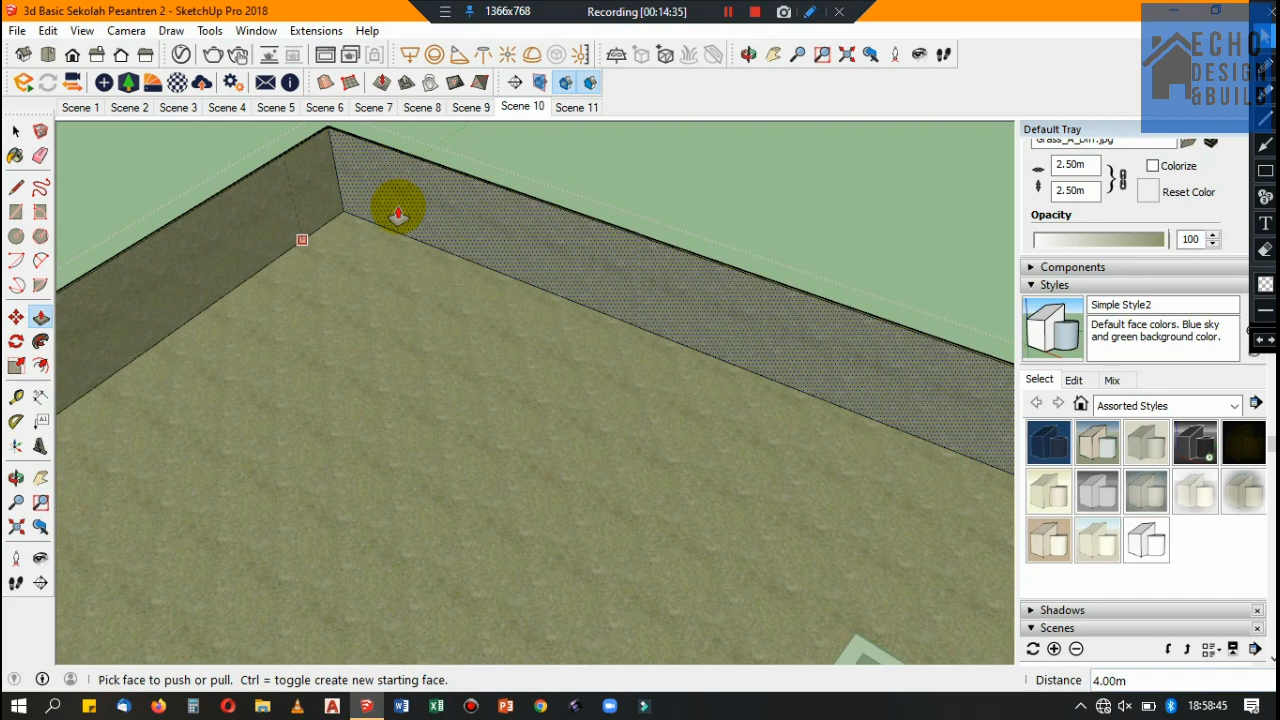 3d Basic Sekolah Pesantren 2 - SketchUp Pro 2018
1366x768
Recording [00:14:35]
File Edit View Camera Draw Tools Window Extensions Help
ECHO
DESIGN
&BUILD
Scene 1 Scene 2 Scene 3 Scene 4 Scene 5 Scene 6 Scene 7 Scene 8 Scene 9 Scene 10 Scene 11
Default Tray
Grass_A_Diff.jpg
2.50m
Colorize
2.50m
Reset Color
Opacity
100
Components
Styles
Simple Style2
Default face colors. Blue sky
and green background color.
Select Edit Mix
Assorted Styles
Shadows
Scenes
Pick face to push or pull. Ctrl = toggle create new starting face.
Distance 4.00m
18:58:45